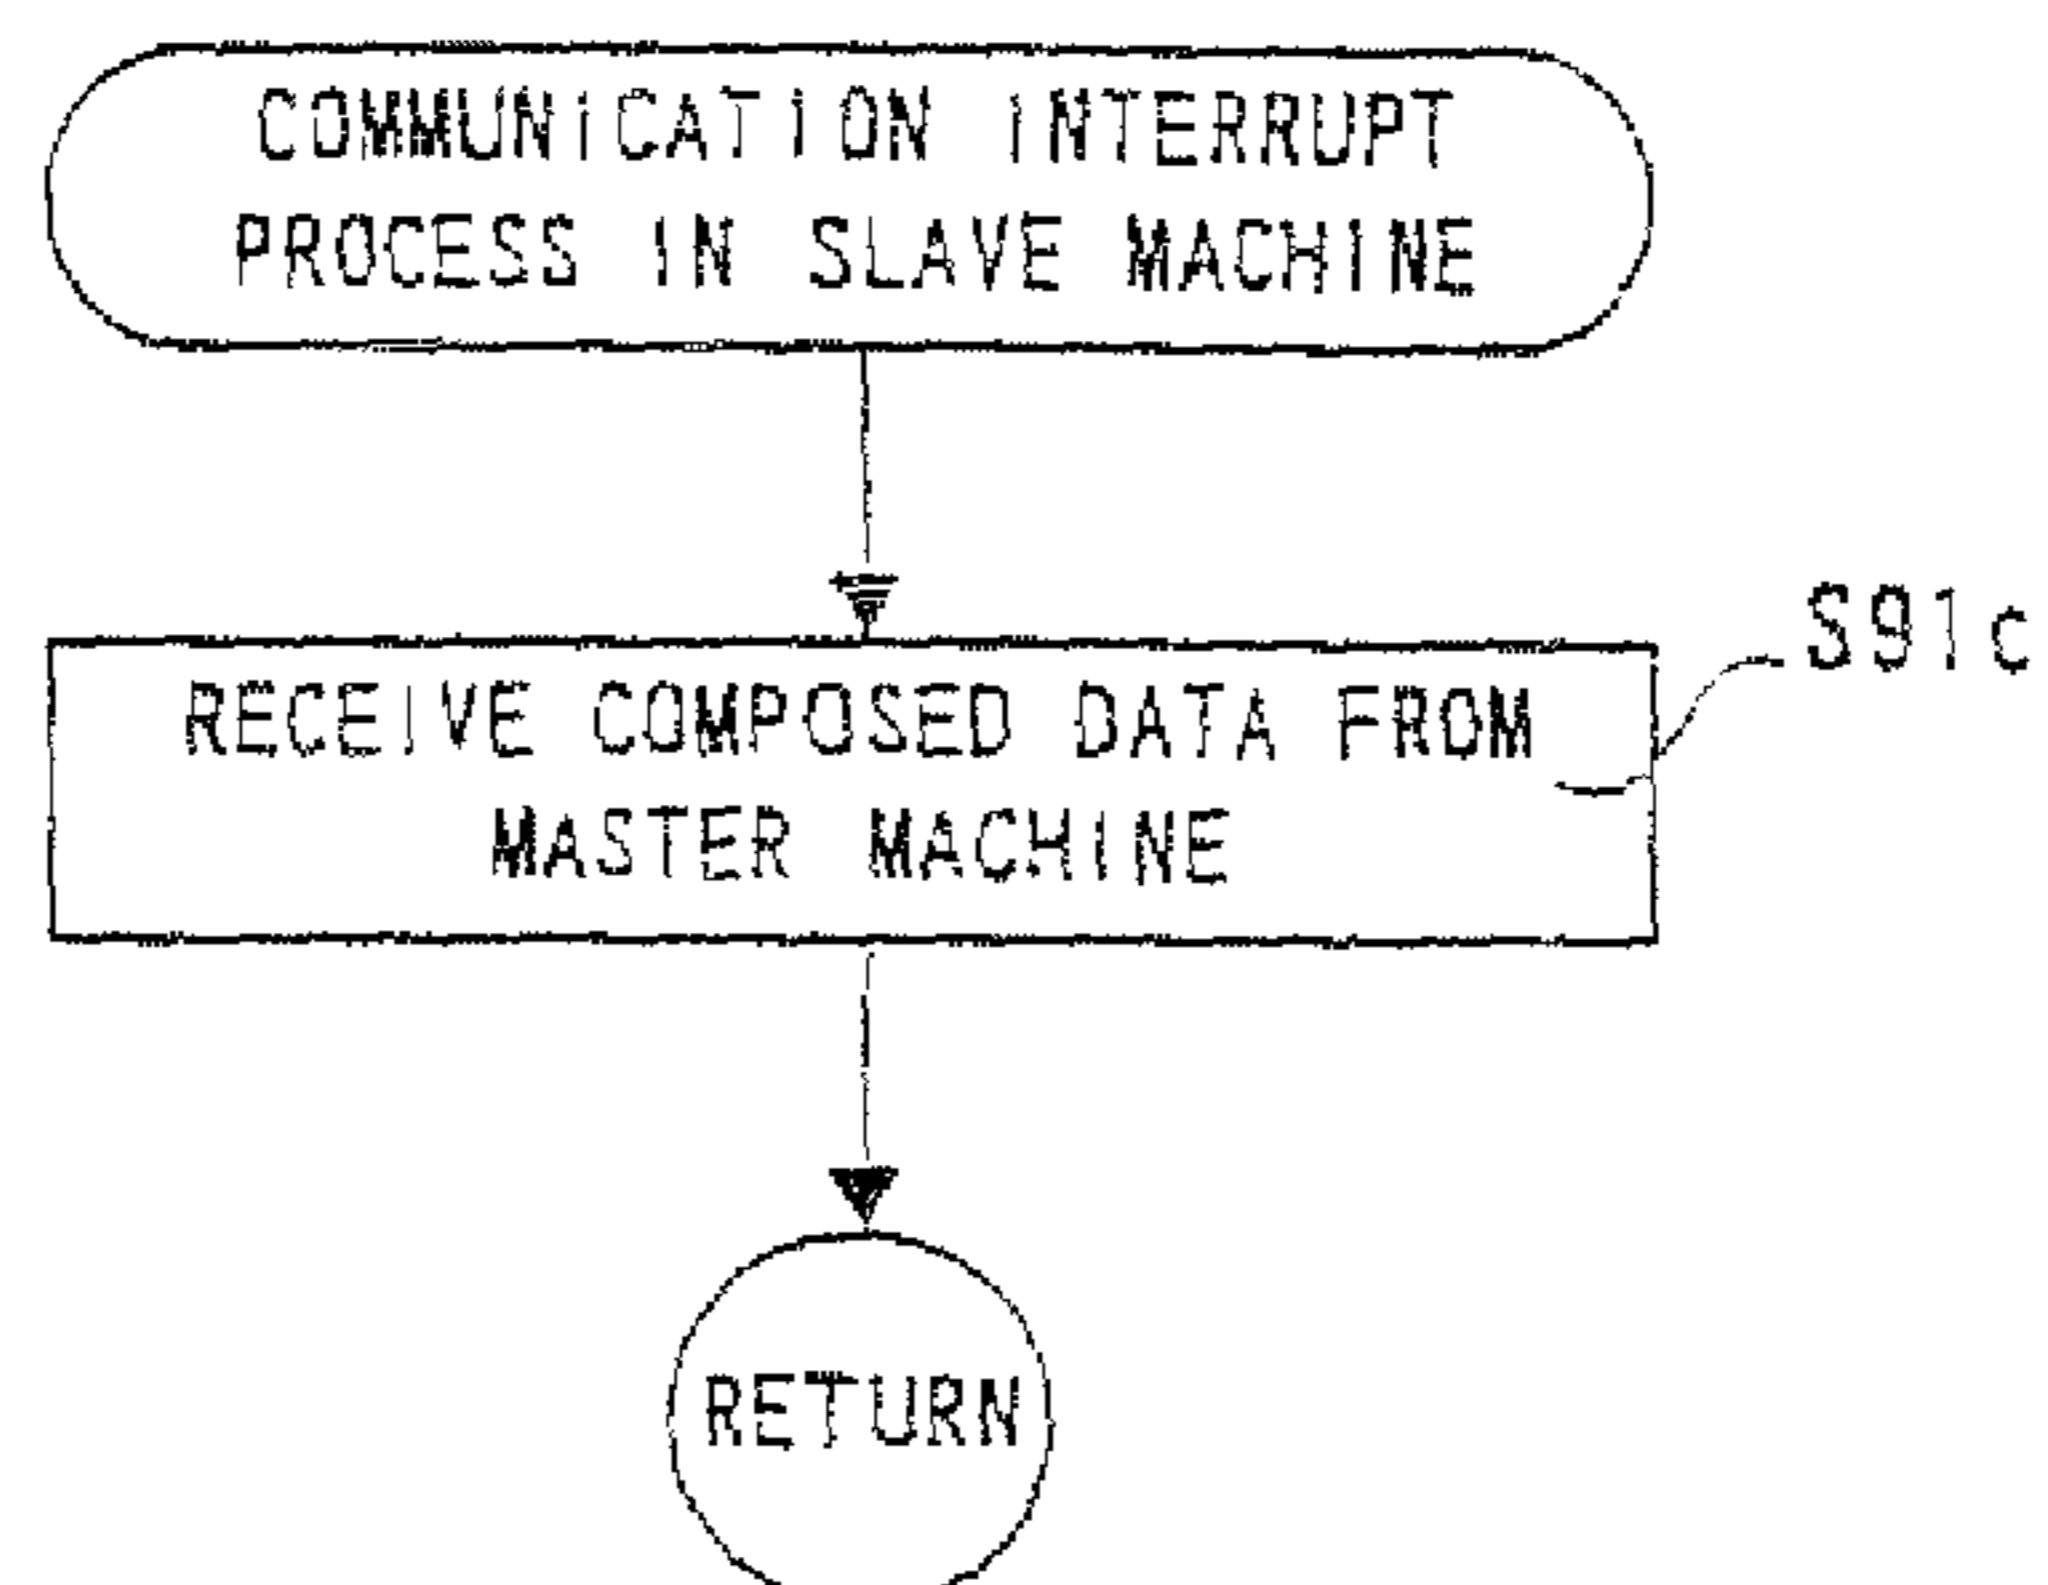 COMMUNICATION INTERRUPT
PROCESS IN SLAVE MACHINE
S91c
RECEIVE COMPOSED DATA FROM
MASTER MACHINE
RETURN